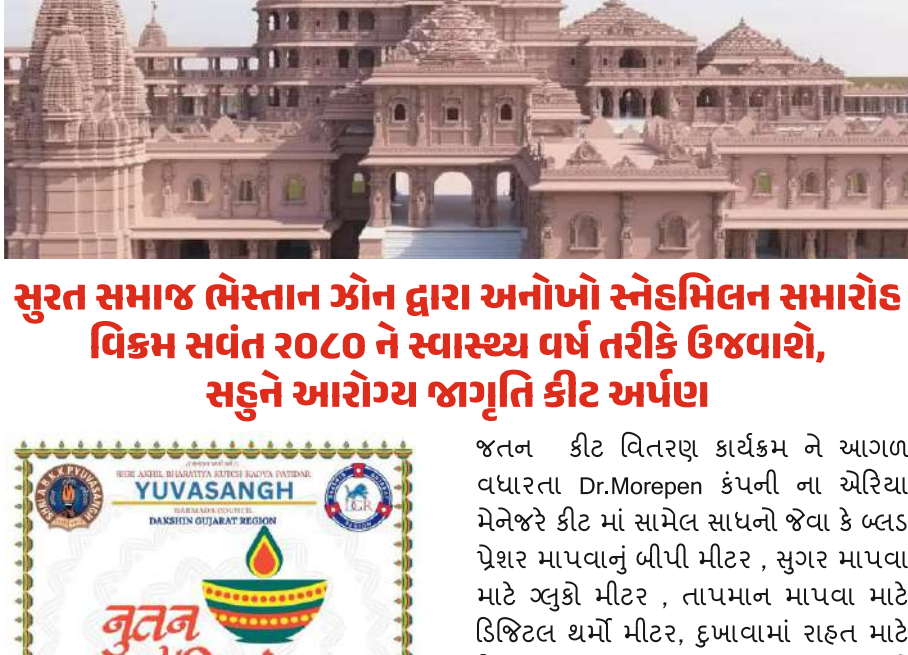 સુરત સમાજ ભેસ્તાન ઝોન દ્વારા અનોખો સ્નેહમિલન સમારોહ
વિક્રમ સવંત ૨૦૮૦ ને સ્વાસ્થ્ય વર્ષ તરીકે ઉજવાશે,
સહુને આરોગ્ય જાગૃતિ કીટ અર્પણ
SHRI AKHIL BHARATIYA KUTCH KADVA PATIDAR
YUVASANGH
NARMADA COUNCIL
DAKSHIN GUJARAT REGION
DGR
REGION
નુતન
જતન કીટ વિતરણ કાર્યક્રમ ને આગળ
વધારતા Dr.Morepen કંપની ના એરિયા
મેનેજરે કીટ માં સામેલ સાધનો જેવા કે બ્લડ
પ્રેશર માપવાનું બીપી મીટર , સુગર માપવા
માટે ગ્લુકો મીટર , તાપમાન માપવા માટે
ડિજિટલ થર્મો મીટર, દુખાવામાં રાહત માટે